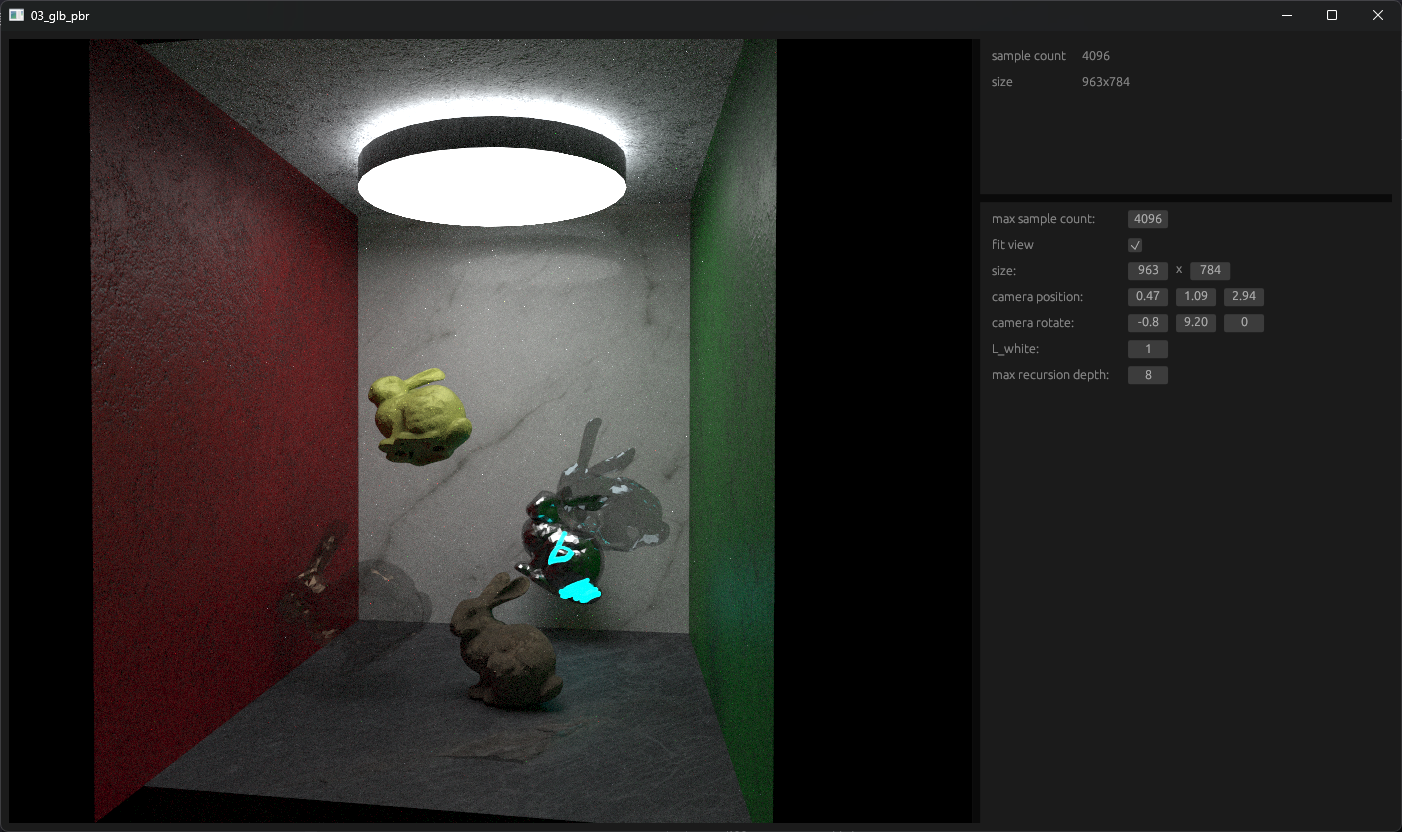 03_glb_pbr
sample count 4096
size 963x784
max sample count: 4096
fit view
size: 963 x 784
camera position: 0.47 1.09 2.94
camera rotate: -0.8 9.20 0
L_white: 1
max recursion depth: 8